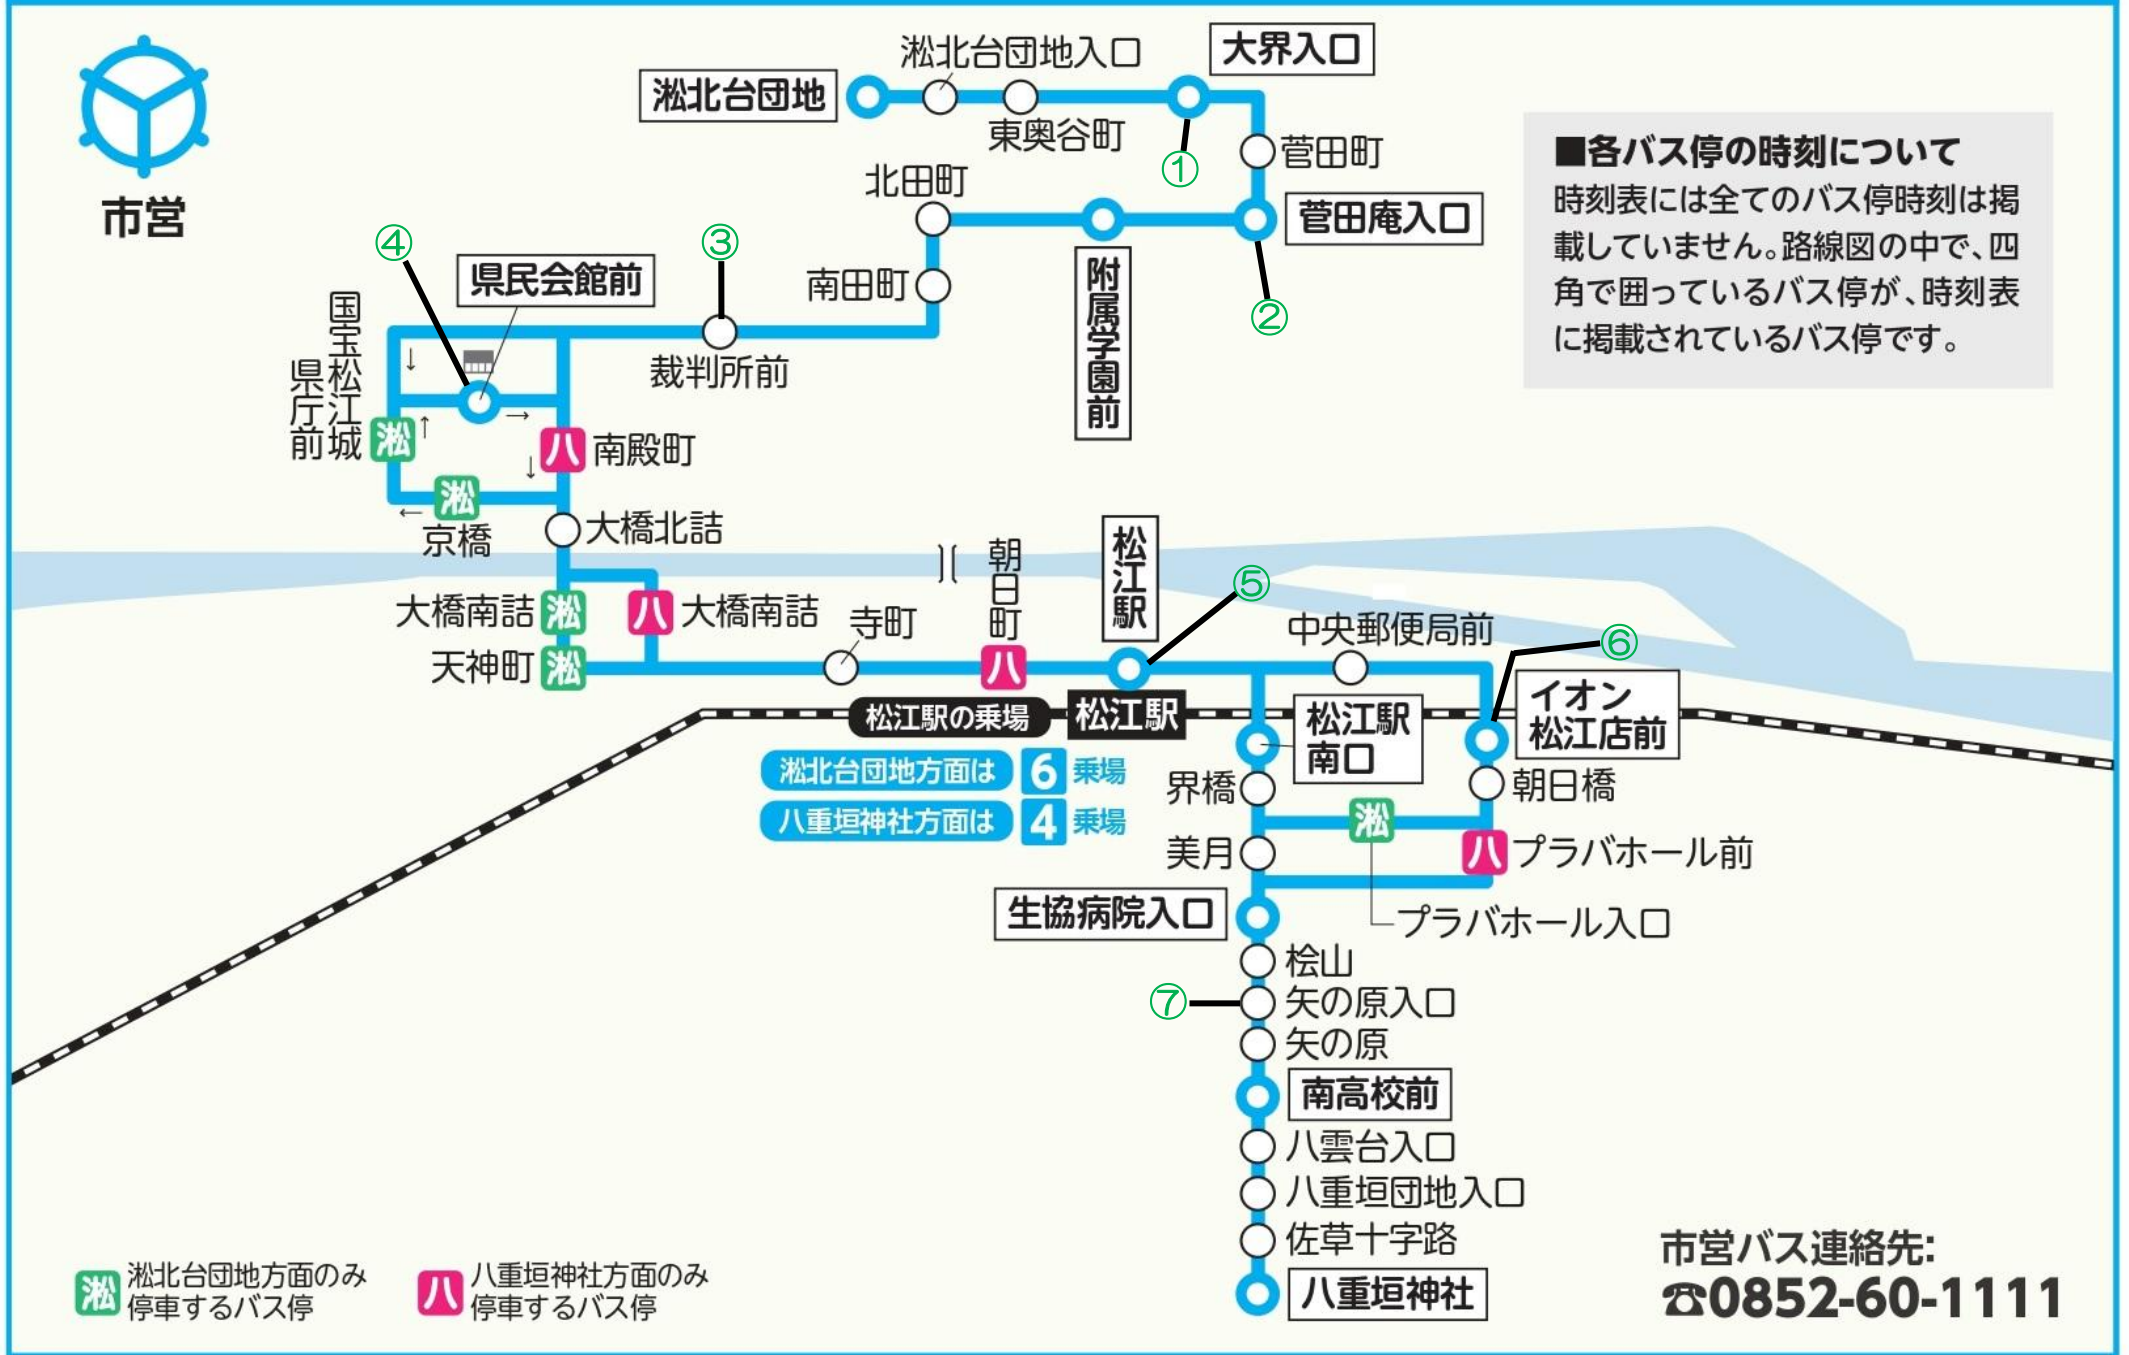 市営
淞北台団地
淞北台団地入口
東奥谷町
大界入口
①
菅田町
菅田庵入口
②
附属学園前
北田町
南田町
③
裁判所前
④
県民会館前
国宝松江城
県庁前
淞
↓
↑
→
↓
←
八
南殿町
淞
京橋
大橋北詰
大橋南詰
淞
八
大橋南詰
天神町
淞
寺町
朝日町
八
松江駅
⑤
中央郵便局前
⑥
イオン
松江店前
松江駅の乗場
松江駅
淞北台団地方面は 6 乗場
八重垣神社方面は 4 乗場
松江駅
南口
界橋
朝日橋
淞
美月
八
プラバホール前
プラバホール入口
生協病院入口
桧山
⑦
矢の原入口
矢の原
南高校前
八雲台入口
八重垣団地入口
佐草十字路
八重垣神社
■各バス停の時刻について
時刻表には全てのバス停時刻は掲
載していません。路線図の中で、四
角で囲っているバス停が、時刻表
に掲載されているバス停です。
淞 淞北台団地方面のみ
停車するバス停
八 八重垣神社方面のみ
停車するバス停
市営バス連絡先:
☎0852-60-1111